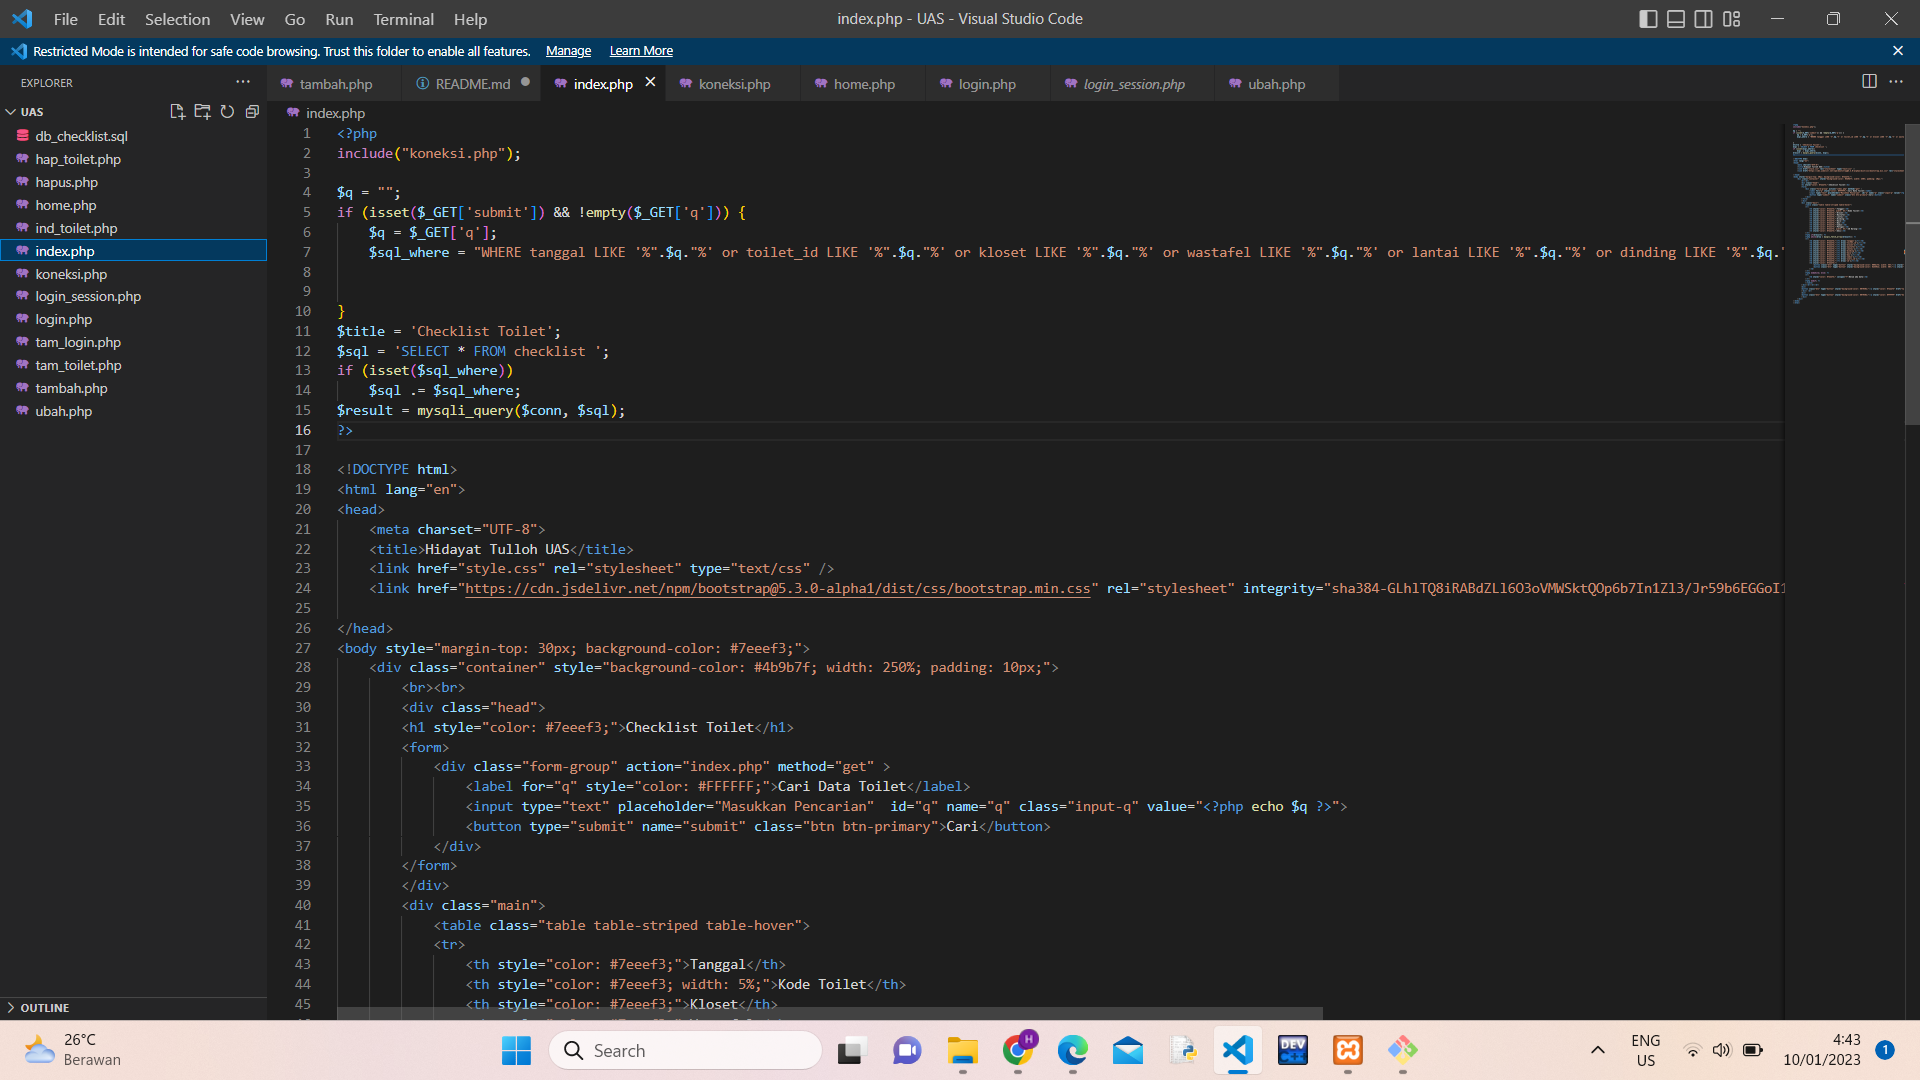 File Edit Selection View Go Run Terminal Help
index.php - UAS - Visual Studio Code
Restricted Mode is intended for safe code browsing. Trust this folder to enable all features. Manage Learn More
EXPLORER
tambah.php README.md index.php koneksi.php home.php login.php login_session.php ubah.php
UAS
db_checklist.sql
hap_toilet.php
hapus.php
home.php
ind_toilet.php
index.php
koneksi.php
login_session.php
login.php
tam_login.php
tam_toilet.php
tambah.php
ubah.php
OUTLINE
index.php
1 <?php
2 include("koneksi.php");
3
4 $q = "";
5 if (isset($_GET['submit']) && !empty($_GET['q'])) {
6 $q = $_GET['q'];
7 $sql_where = "WHERE tanggal LIKE '%".$q."%' or toilet_id LIKE '%".$q."%' or kloset LIKE '%".$q."%' or wastafel LIKE '%".$q."%' or lantai LIKE '%".$q."%' or dinding LIKE '%".$q."
8
9
10 }
11 $title = 'Checklist Toilet';
12 $sql = 'SELECT * FROM checklist ';
13 if (isset($sql_where))
14 $sql .= $sql_where;
15 $result = mysqli_query($conn, $sql);
16 ?>
17
18 <!DOCTYPE html>
19 <html lang="en">
20 <head>
21 <meta charset="UTF-8">
22 <title>Hidayat Tulloh UAS</title>
23 <link href="style.css" rel="stylesheet" type="text/css" />
24 <link href="https://cdn.jsdelivr.net/npm/bootstrap@5.3.0-alpha1/dist/css/bootstrap.min.css" rel="stylesheet" integrity="sha384-GLhlTQ8iRABdZLl6O3oVMWSktQOp6b7In1Zl3/Jr59b6EGGoI1
25
26 </head>
27 <body style="margin-top: 30px; background-color: #7eeef3;">
28 <div class="container" style="background-color: #4b9b7f; width: 250%; padding: 10px;">
29 <br><br>
30 <div class="head">
31 <h1 style="color: #7eeef3;">Checklist Toilet</h1>
32 <form>
33 <div class="form-group" action="index.php" method="get" >
34 <label for="q" style="color: #FFFFFF;">Cari Data Toilet</label>
35 <input type="text" placeholder="Masukkan Pencarian"  id="q" name="q" class="input-q" value="<?php echo $q ?>">
36 <button type="submit" name="submit" class="btn btn-primary">Cari</button>
37 </div>
38 </form>
39 </div>
40 <div class="main">
41 <table class="table table-striped table-hover">
42 <tr>
43 <th style="color: #7eeef3;">Tanggal</th>
44 <th style="color: #7eeef3; width: 5%;">Kode Toilet</th>
45 <th style="color: #7eeef3;">Kloset</th>
26°C
Berawan
Search
H
DEV
ENG
US
4:43
10/01/2023
1